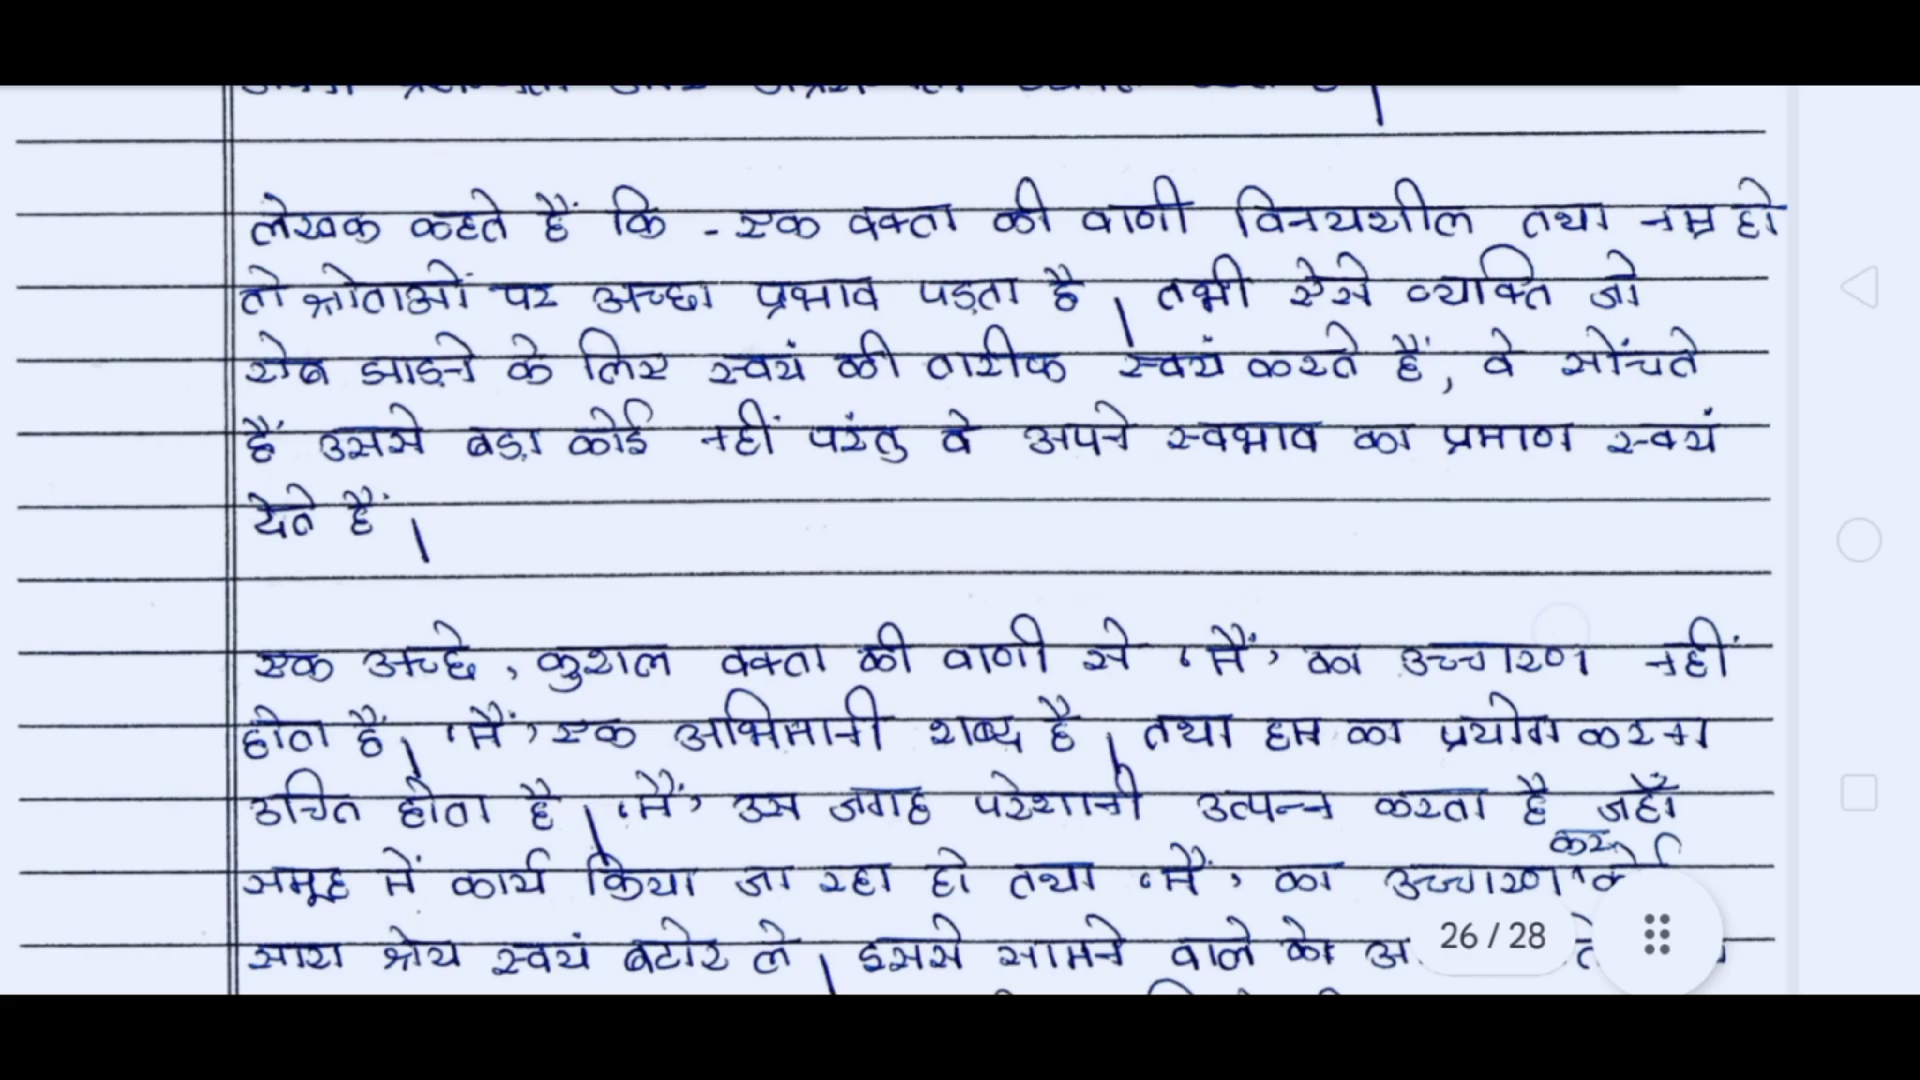 लेखक कहते हैं कि - एक वक्ता की वाणी विनयशील तथा नम्र हो
तो श्रोताओं पर अच्छा प्रभाव पड़ता है। तभी ऐसे व्यक्ति जो
रोब झाड़ने के लिए स्वयं की तारीफ स्वयं करते हैं, वे सोंचते
हैं उससे बड़ा कोई नहीं परंतु वे अपने स्वभाव का प्रमाण स्वयं
देते हैं।
एक अच्छे, कुशल वक्ता की वाणी से 'मैं' का उच्चारण नहीं
होता है। 'मैं' एक अभिमानी शब्द है। तथा हम का प्रयोग करना
उचित होता है। 'मैं' उस जगह परेशानी उत्पन्न करता है जहाँ
कर
समूह में कार्य किया जा रहा हो तथा 'मैं' का उच्चारण
सारा श्रेय स्वयं बटोर ले। इससे सामने वाले को
26 / 28